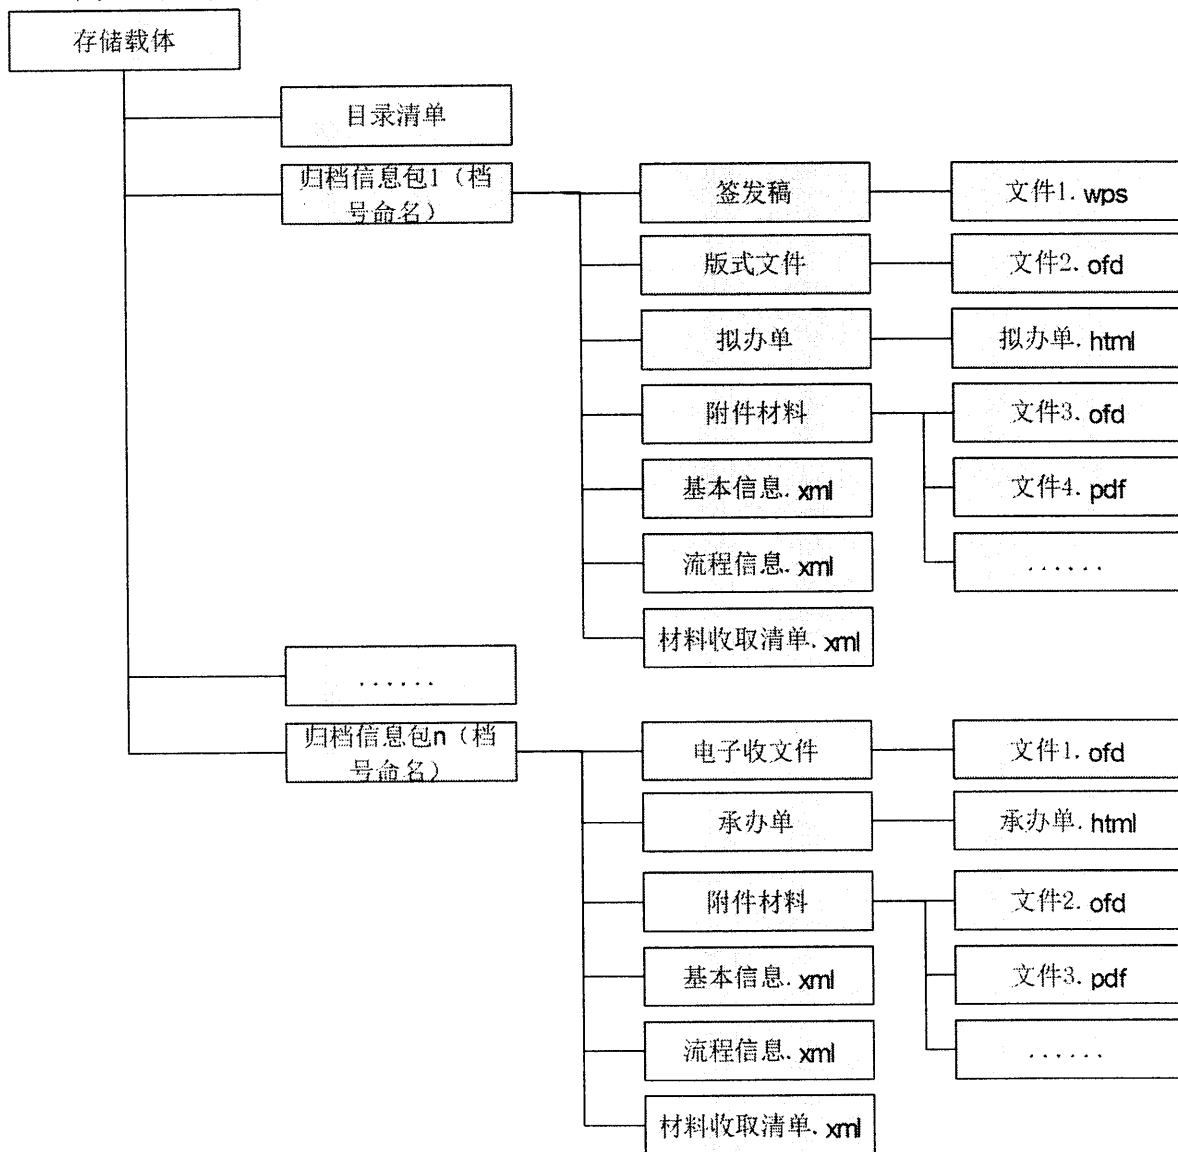 存储载体
目录清单
归档信息包1（档
号命名）
签发稿
文件1. wps
版式文件
文件2. ofd
拟办单
拟办单. html
附件材料
文件3. ofd
基本信息. xml
文件4. pdf
流程信息. xml
......
材料收取清单. xml
......
归档信息包n（档
号命名）
电子收文件
文件1. ofd
承办单
承办单. html
附件材料
文件2. ofd
基本信息. xml
文件3. pdf
流程信息. xml
......
材料收取清单. xml